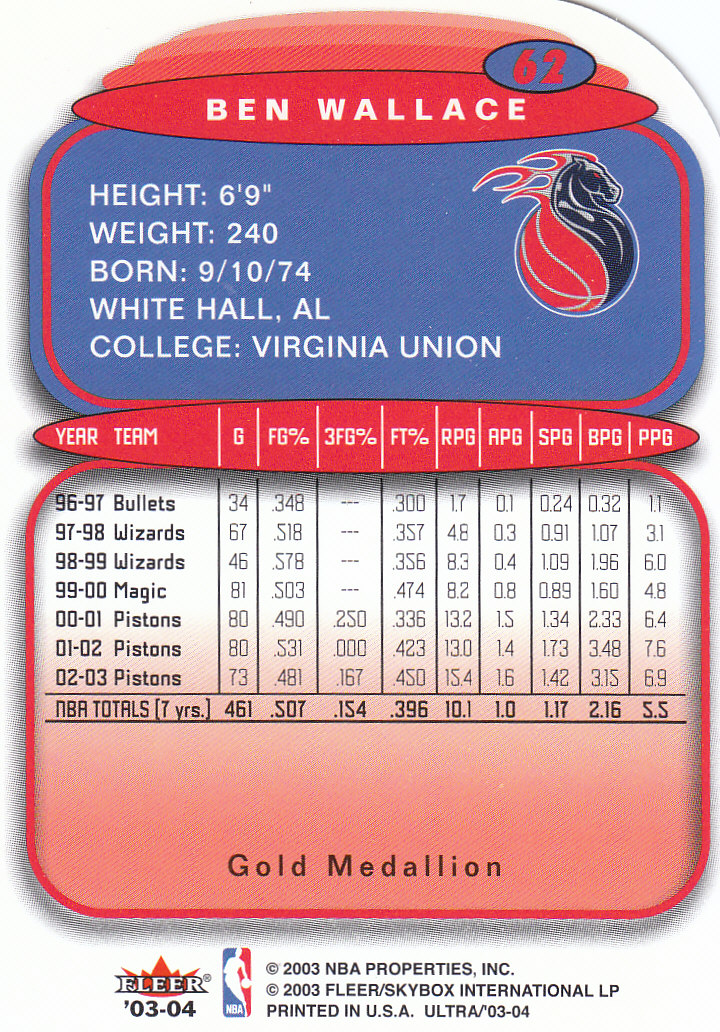 62
BEN WALLACE
HEIGHT: 6'9"
WEIGHT: 240
BORN: 9/10/74
WHITE HALL, AL
COLLEGE: VIRGINIA UNION
YEAR TEAM G FG% 3FG% FT% RPG APG SPG BPG PPG
96-97 Bullets 34 .348 --- .300 1.7 0.1 0.24 0.32 1.1
97-98 Wizards 67 .518 --- .357 4.8 0.3 0.91 1.07 3.1
98-99 Wizards 46 .578 --- .356 8.3 0.4 1.09 1.96 6.0
99-00 Magic 81 .503 --- .474 8.2 0.8 0.89 1.60 4.8
00-01 Pistons 80 .490 .250 .336 13.2 1.5 1.34 2.33 6.4
01-02 Pistons 80 .531 .000 .423 13.0 1.4 1.73 3.48 7.6
02-03 Pistons 73 .481 .167 .450 15.4 1.6 1.42 3.15 6.9
NBA TOTALS (7 yrs.) 461 .507 .154 .396 10.1 1.0 1.17 2.16 5.5
Gold Medallion
FLEER®
'03-04
NBA
© 2003 NBA PROPERTIES, INC.
© 2003 FLEER/SKYBOX INTERNATIONAL LP
PRINTED IN U.S.A. ULTRA/'03-04